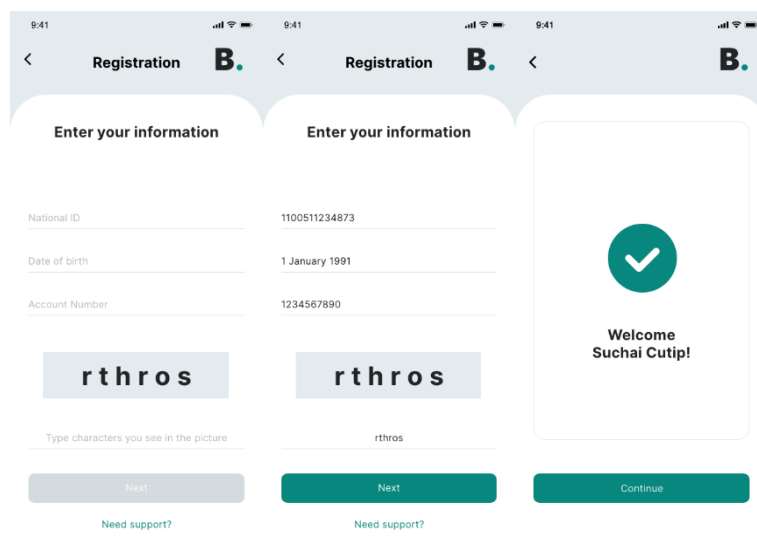 9:41
Registration
B.
Enter your information
National ID
Date of birth
Account Number
rthros
Type characters you see in the picture
Next
Need support?
9:41
Registration
B.
Enter your information
1100511234873
1 January 1991
1234567890
rthros
rthros
Next
Need support?
9:41
B.
Welcome
Suchai Cutip!
Continue